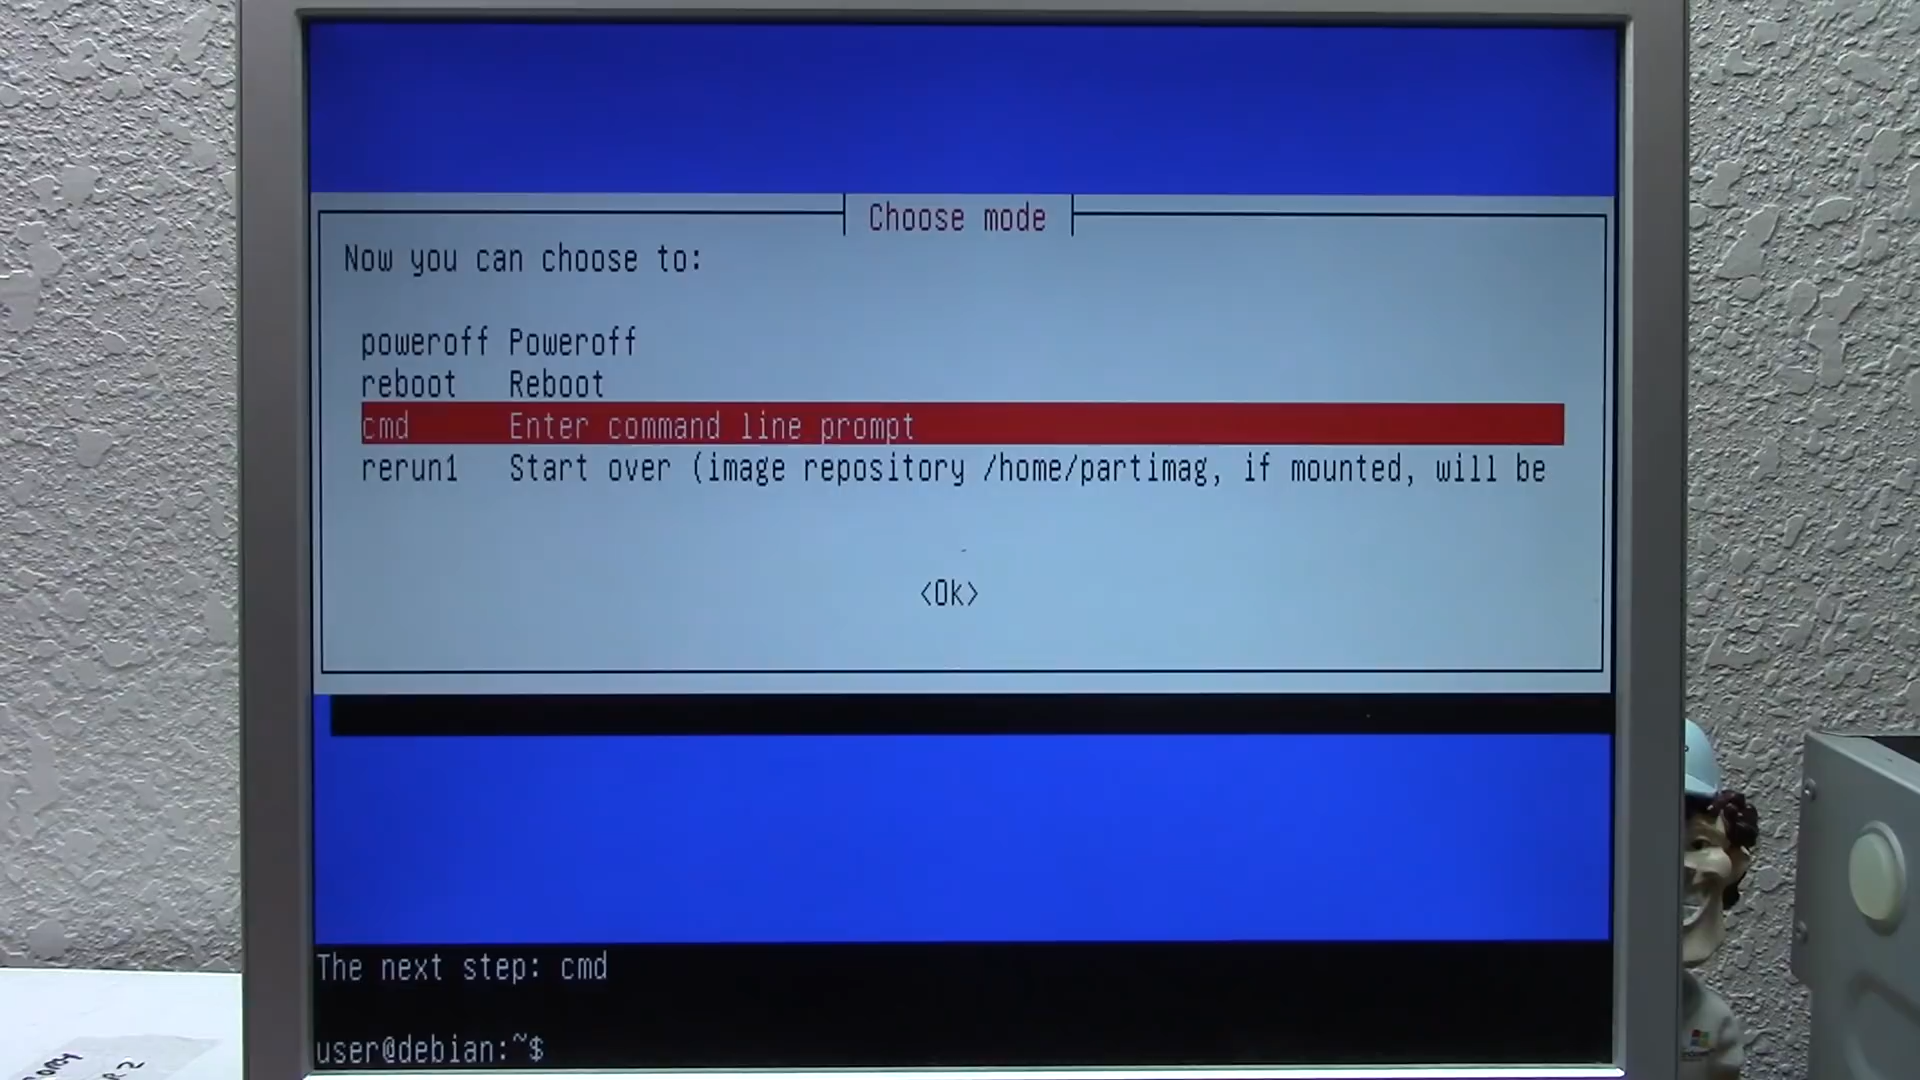 Choose mode
Now you can choose to:
poweroff Poweroff
reboot Reboot
cmd Enter command line prompt
rerun1 Start over (image repository /home/partimag, if mounted, will be
<Ok>
The next step: cmd
user@debian:~$